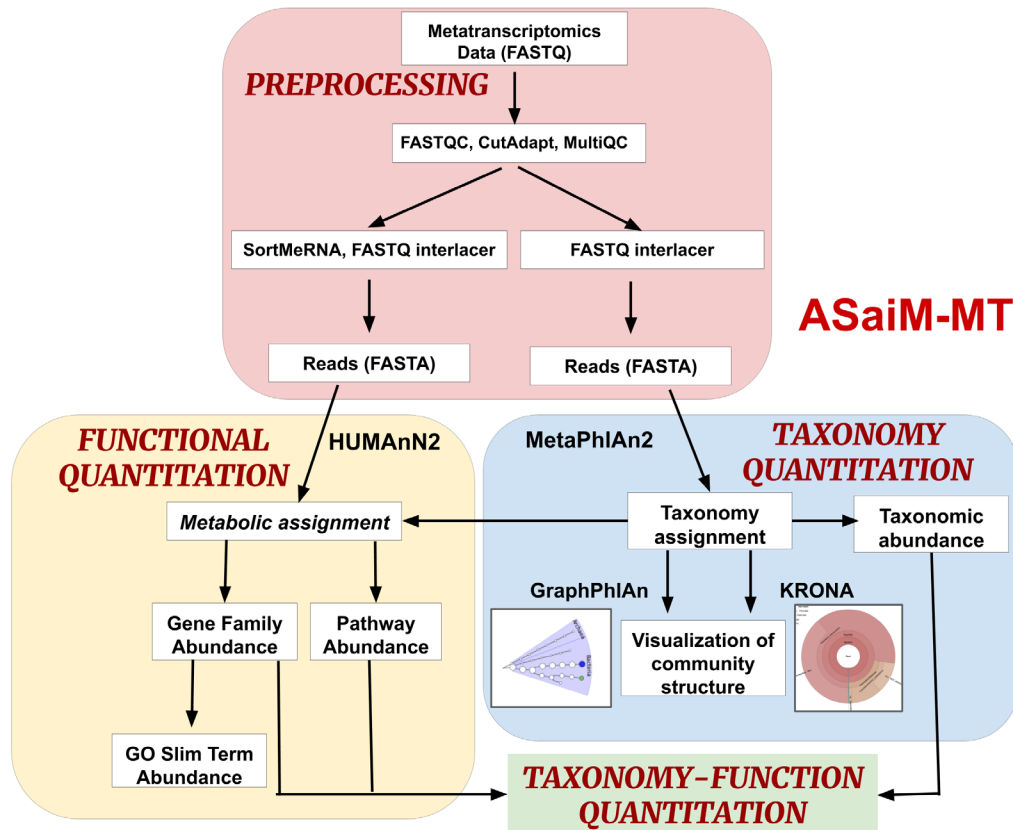 Metatranscriptomics
Data (FASTQ)
PREPROCESSING
FASTQC, CutAdapt, MultiQC
SortMeRNA, FASTQ interlacer
FASTQ interlacer
ASaiM-MT
Reads (FASTA)
Reads (FASTA)
FUNCTIONAL
QUANTITATION
HUMAnN2
MetaPhlAn2
TAXONOMY
QUANTITATION
Metabolic assignment
Taxonomy
assignment
Taxonomic
abundance
Gene Family
Abundance
Pathway
Abundance
GraphPhlAn
KRONA
Archaea
Bacteria
Visualization of
community
structure
GO Slim Term
Abundance
TAXONOMY-FUNCTION
QUANTITATION